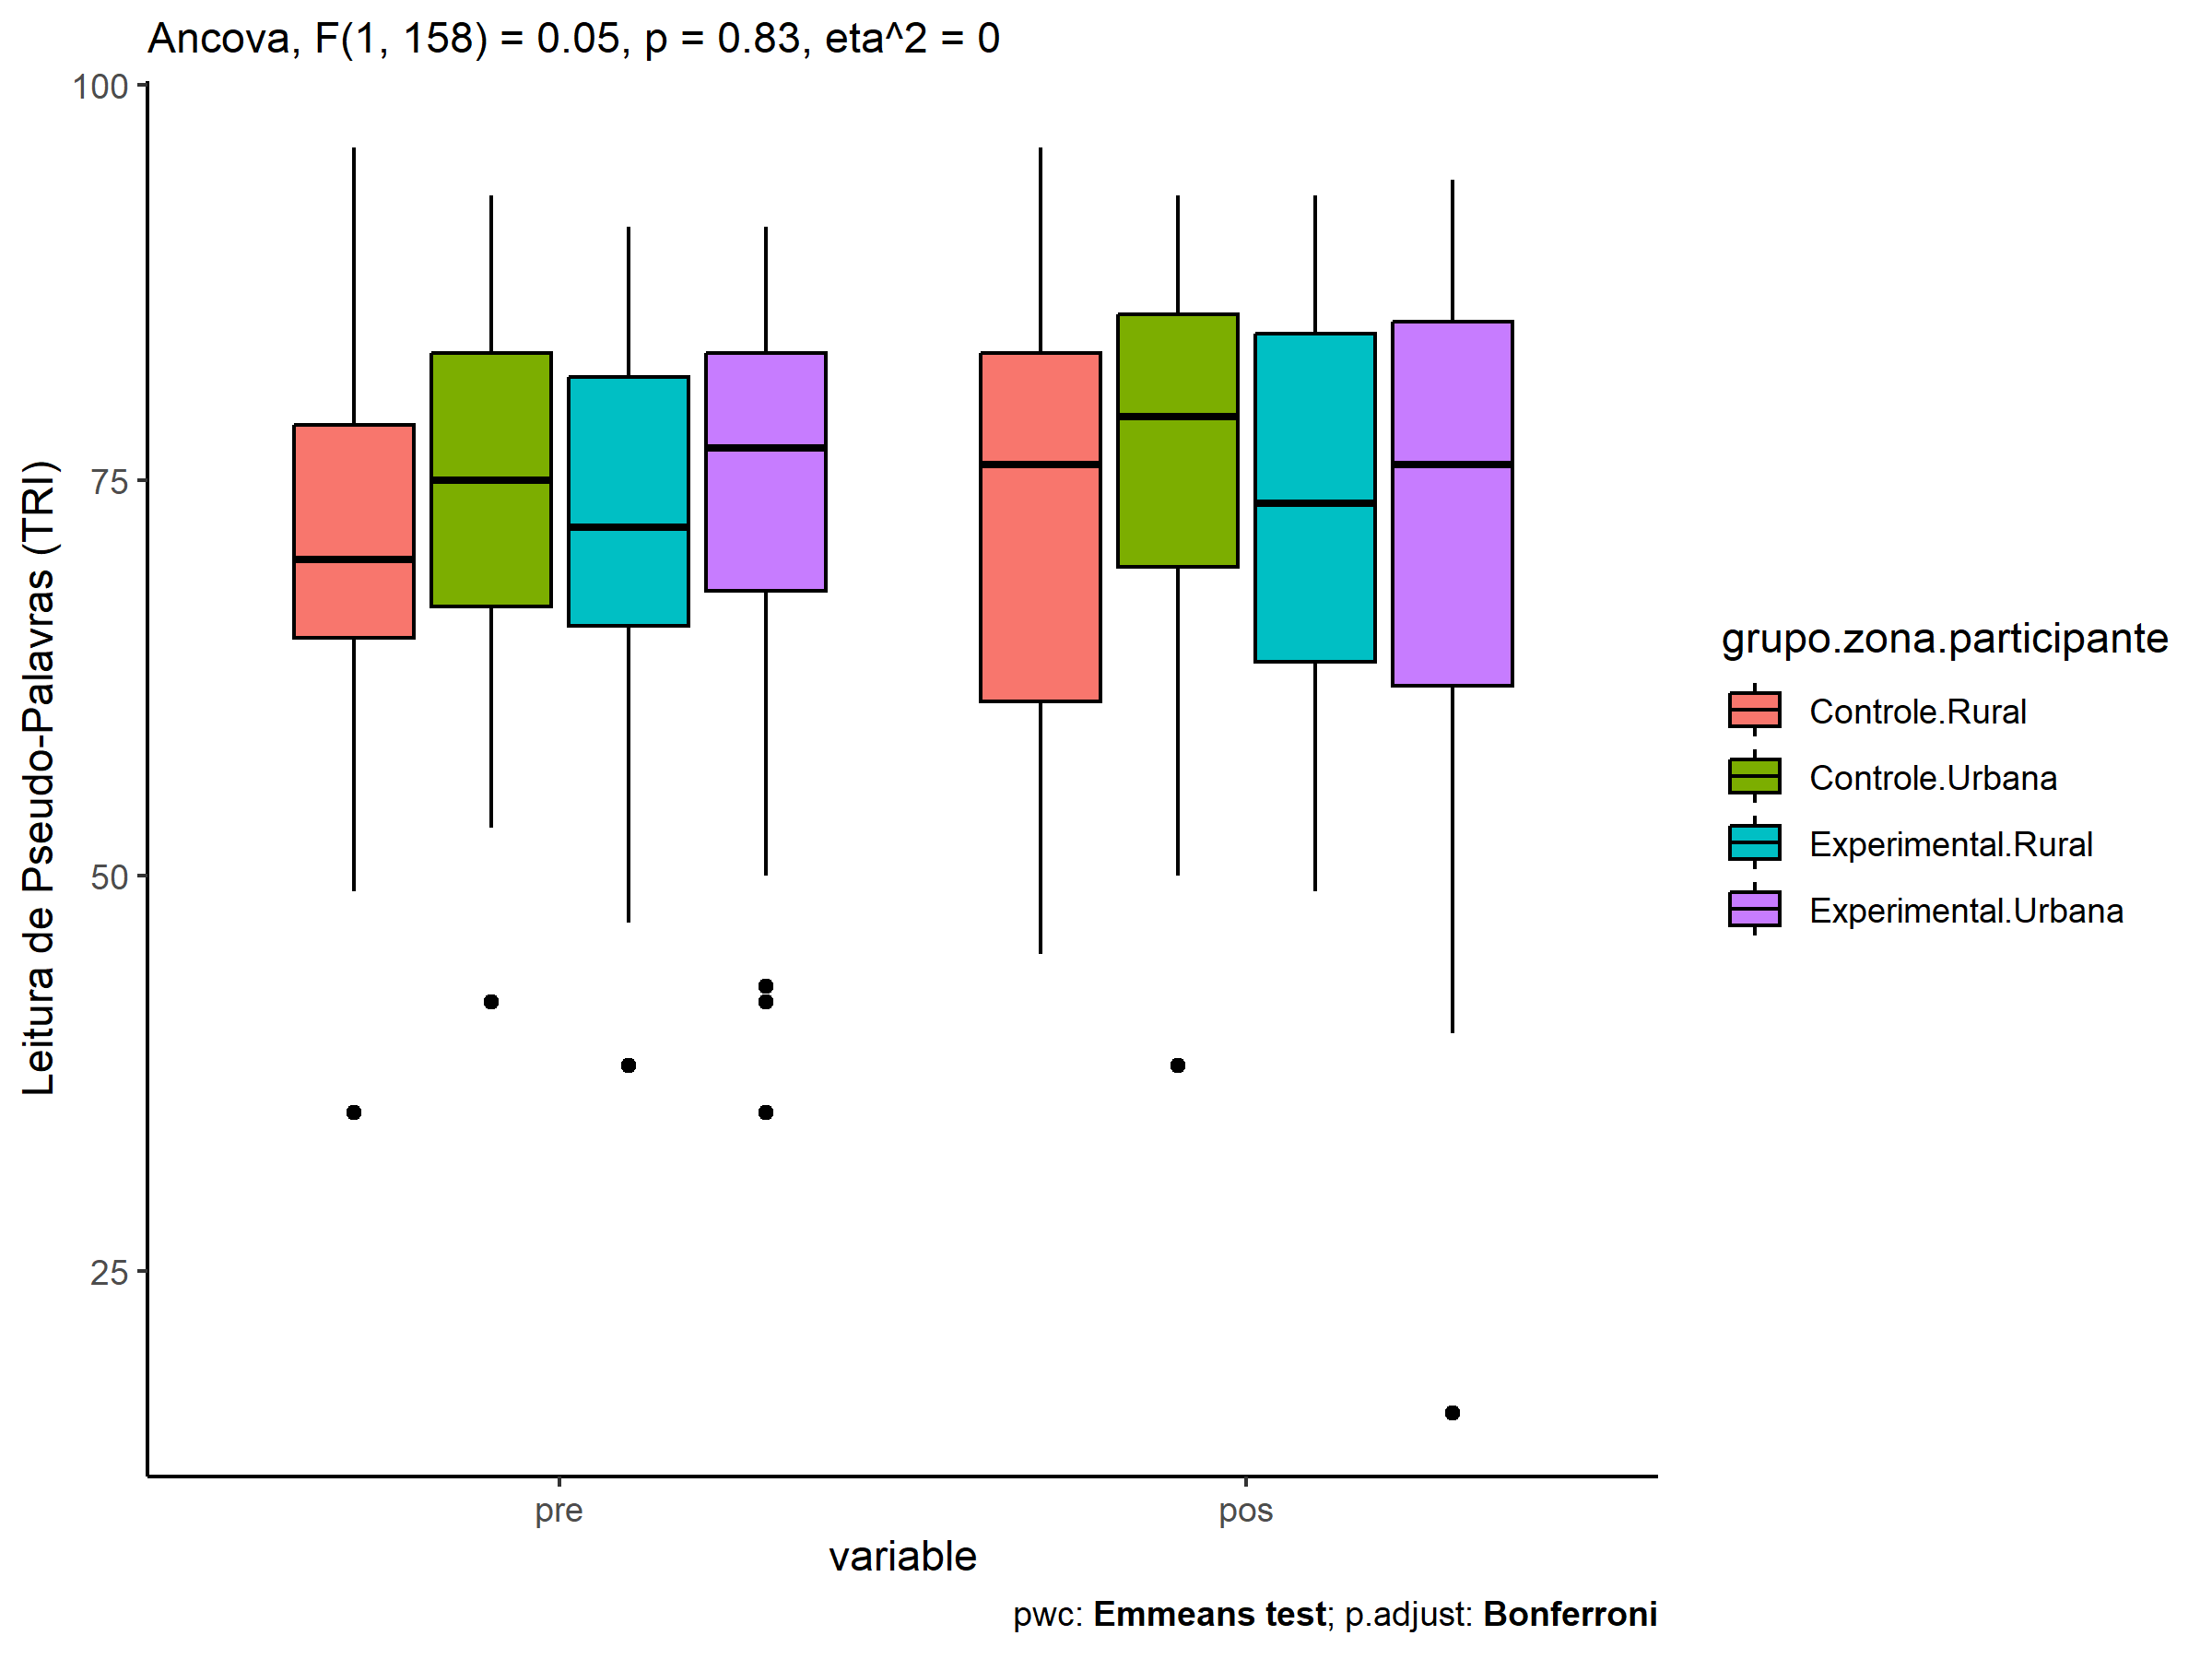 Ancova, F(1, 158) = 0.05, p = 0.83, eta^2 = 0
100
75
50
25
Leitura de Pseudo-Palavras (TRI)
pre
pos
variable
pwc: Emmeans test; p.adjust: Bonferroni
grupo.zona.participante
Controle.Rural
Controle.Urbana
Experimental.Rural
Experimental.Urbana